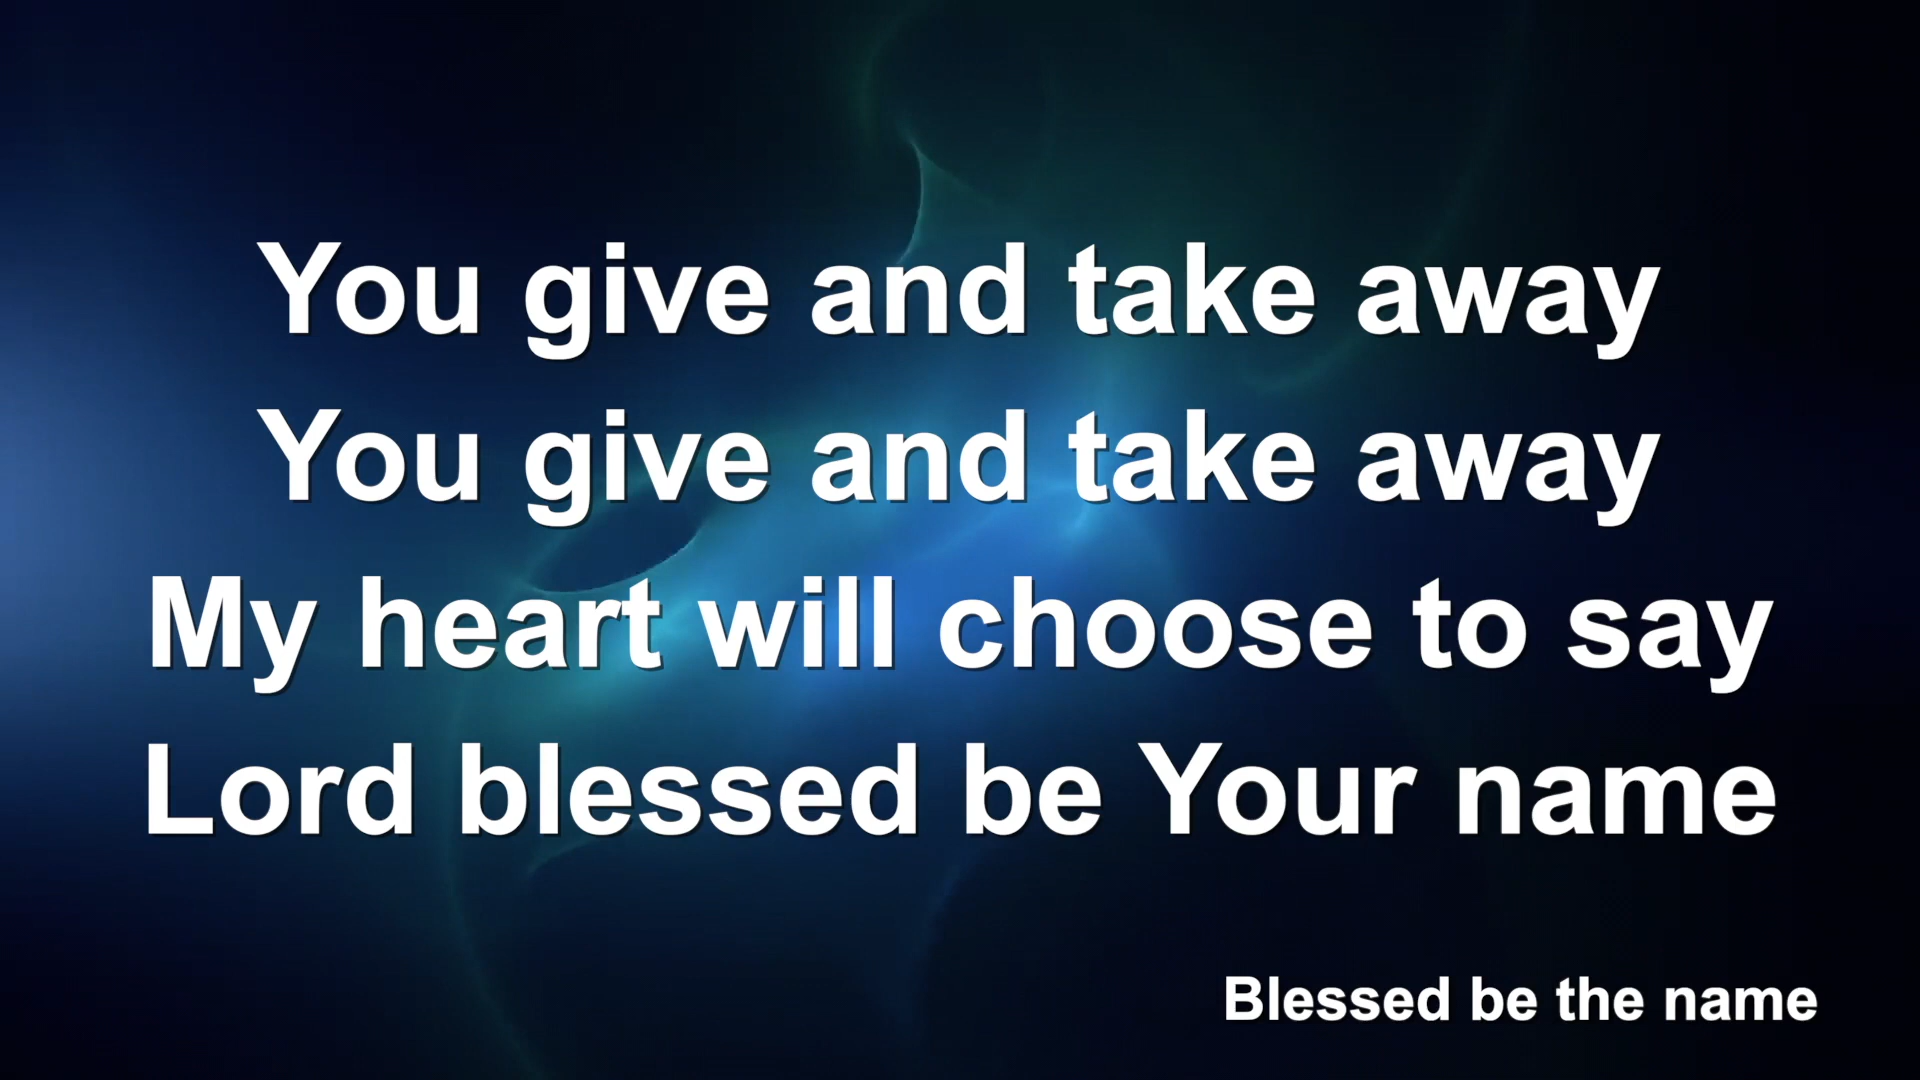 You give and take away
You give and take away
My heart will choose to say
Lord blessed be Your name
Blessed be the name